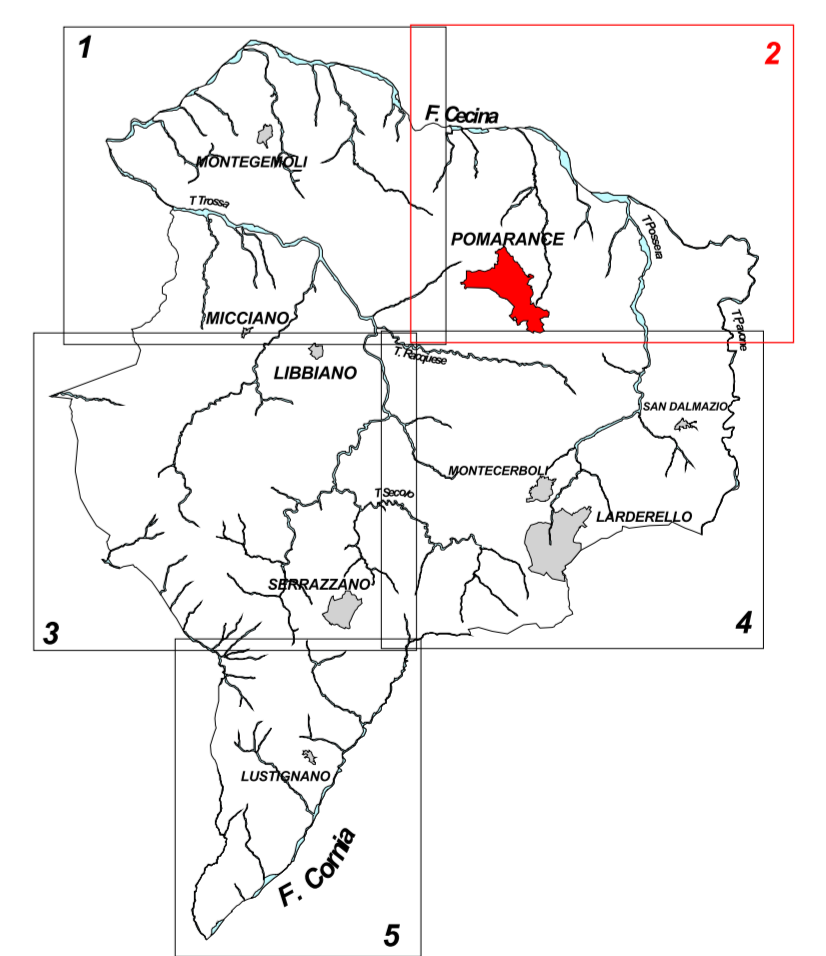 1
2
F. Cecina
MONTEGEMOLI
T Trossa
T Possera
POMARANCE
MICCIANO
T Pavone
LIBBIANO
T. Racquese
SAN DALMAZIO
MONTECERBOLI
T Secolo
LARDERELLO
SERRAZZANO
3
4
LUSTIGNANO
F. Cornia
5